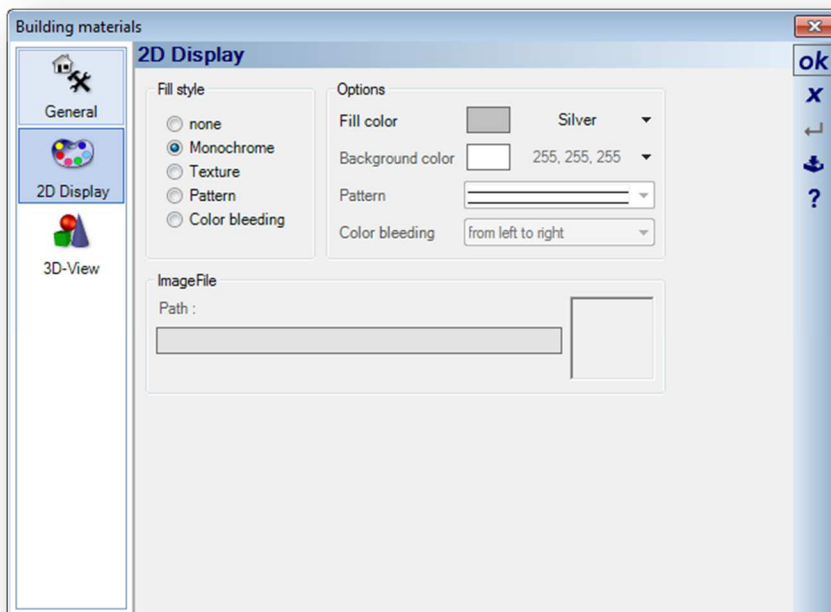 Building materials
General
2D Display
3D-View
2D Display
Fill style
none
Monochrome
Texture
Pattern
Color bleeding
Options
Fill color Silver
Background color 255, 255, 255
Pattern
Color bleeding from left to right
ImageFile
Path :
ok
x
?